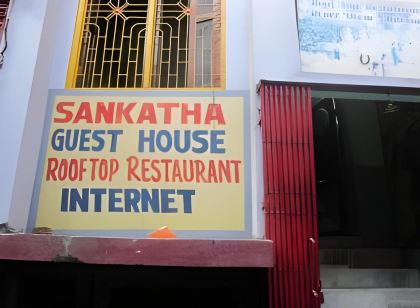 SANKATHA
GUEST HOUSE
ROOFTOP RESTAURANT
INTERNET